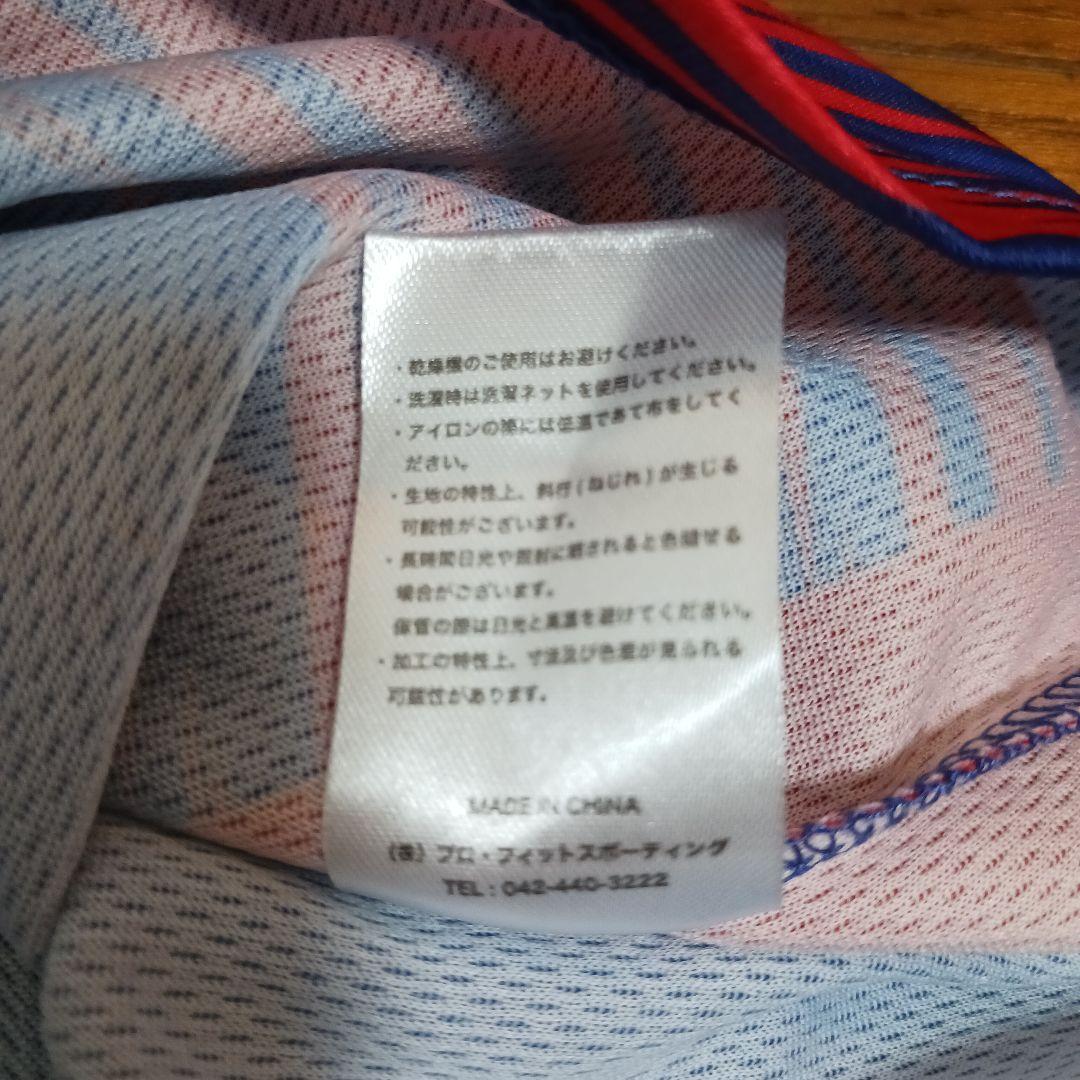 ・乾燥機のご使用はお避けください。
・洗濯時は洗濯ネットを使用してください。
・アイロンの際には低温であて布をしてく
ださい。
・生地の特性上、斜行(ねじれ)が生じる
可能性がございます。
・長時間日光や照射に晒されると色褪せる
場合がございます。
保管の際は日光と高温を避けてください。
・加工の特性上、寸法及び色差が見られる
可能性があります。
MADE IN CHINA
(株)プロ・フィットスポーティング
TEL : 042-440-3222